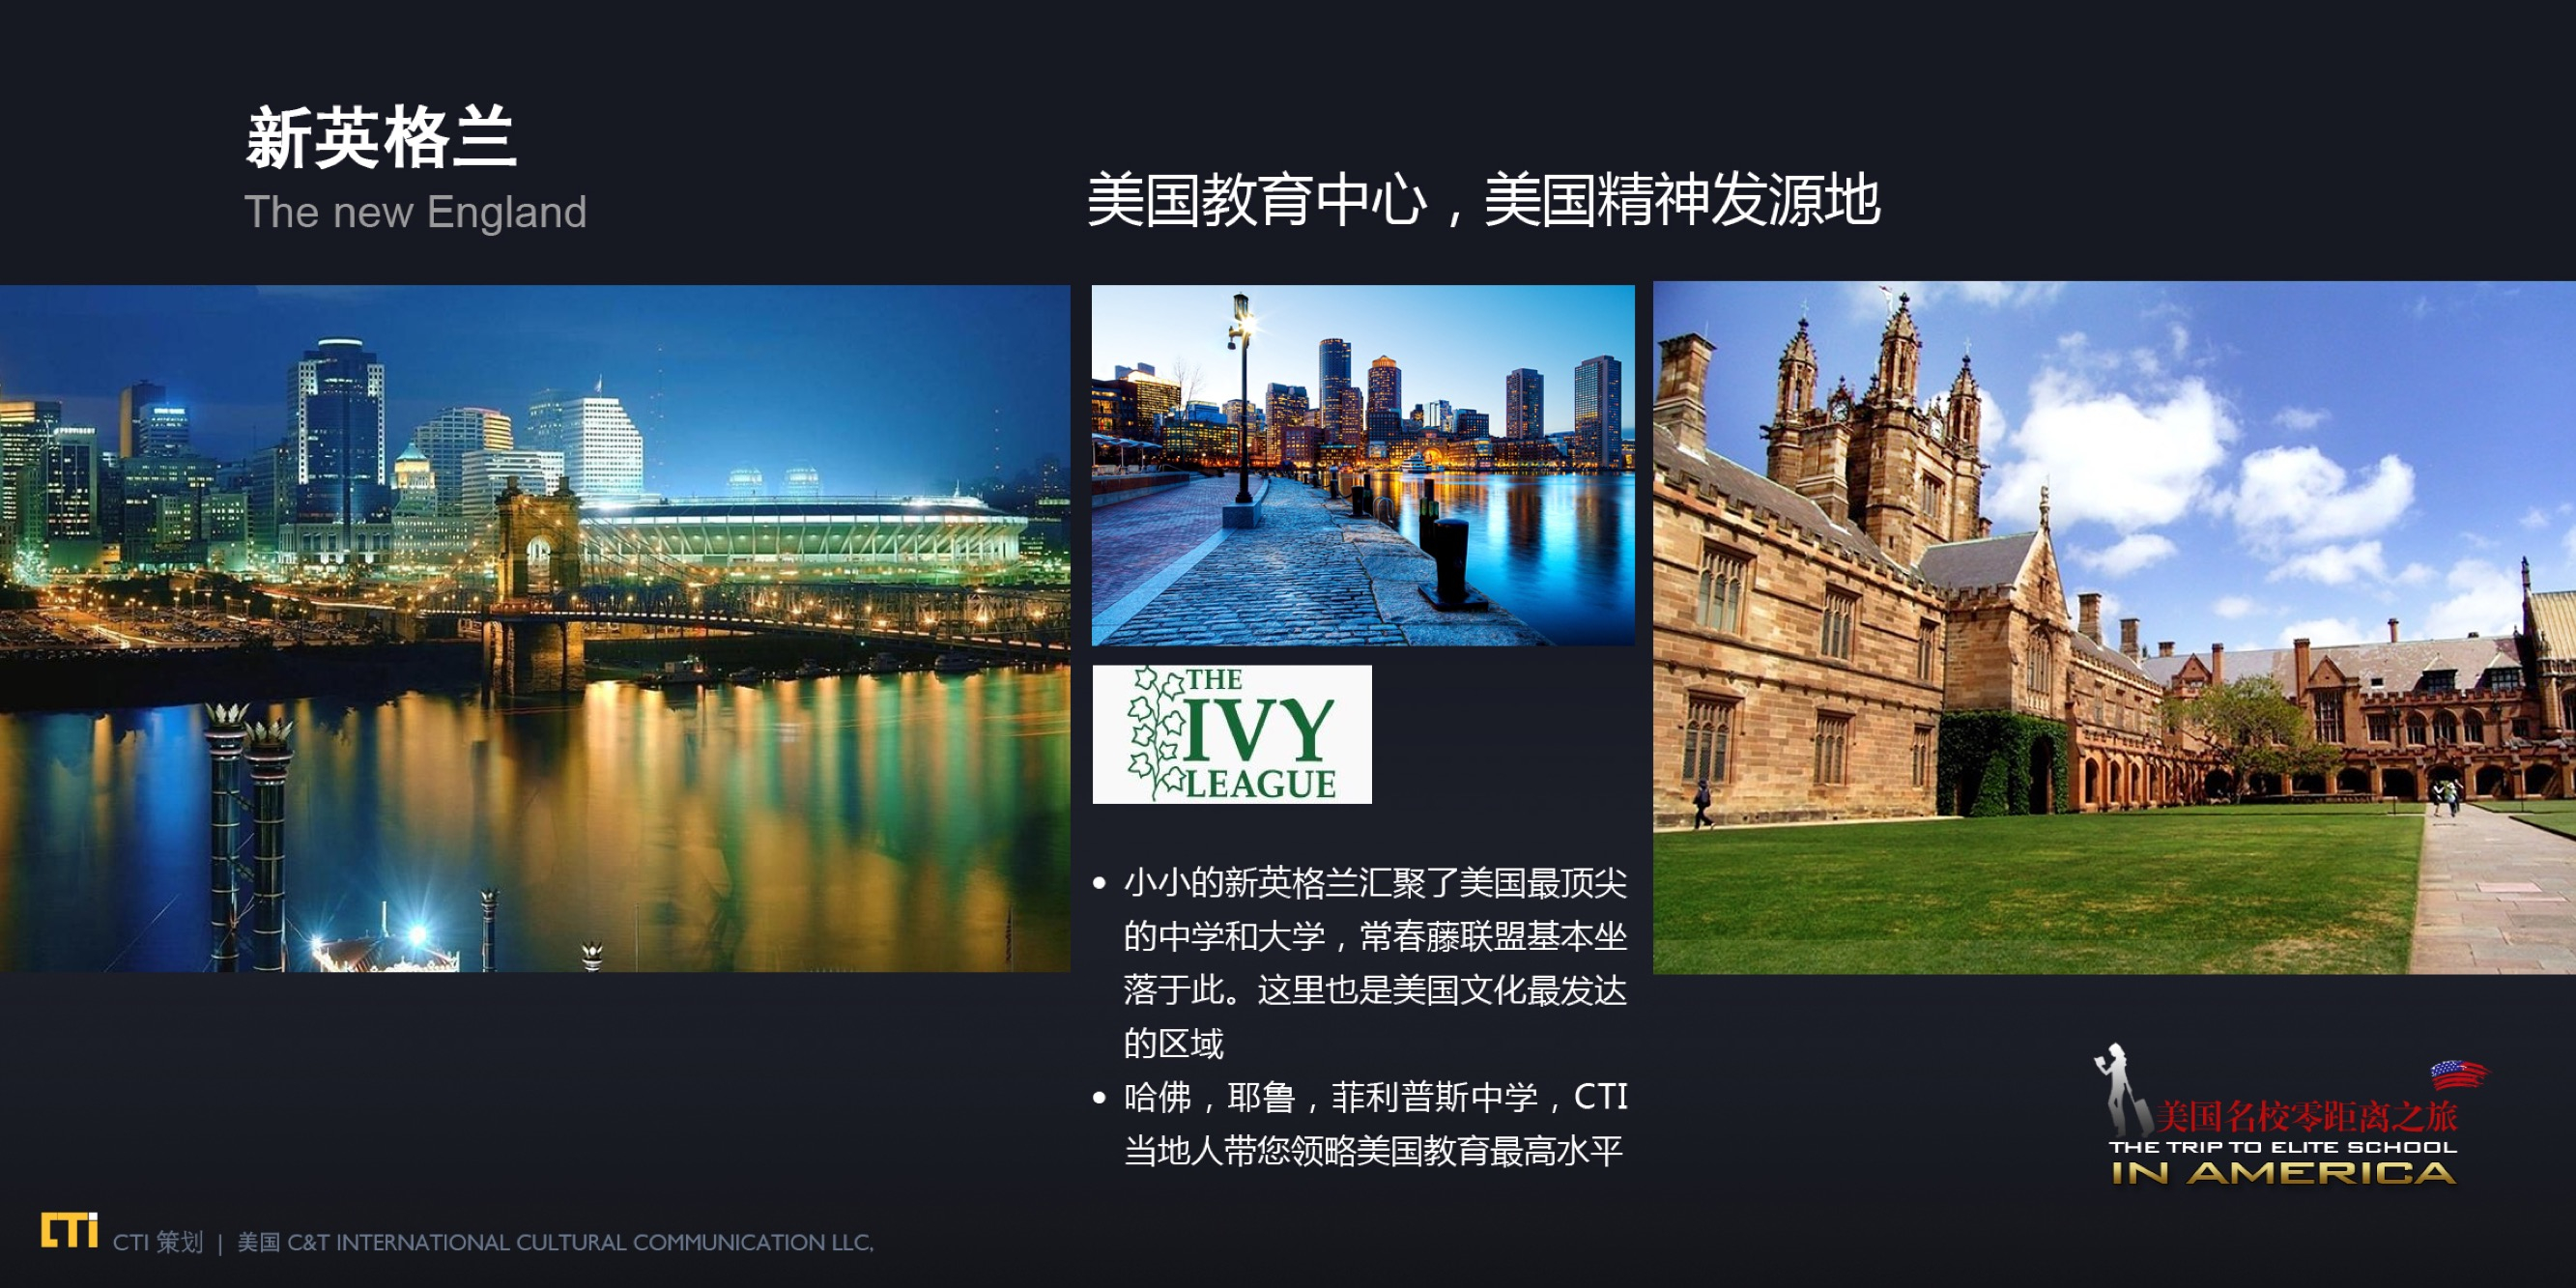 新英格兰
The new England
美国教育中心，美国精神发源地
THE
IVY
LEAGUE
• 小小的新英格兰汇聚了美国最顶尖
的中学和大学，常春藤联盟基本坐
落于此。这里也是美国文化最发达
的区域
• 哈佛，耶鲁，菲利普斯中学，CTI
当地人带您领略美国教育最高水平
美国名校零距离之旅
THE TRIP TO ELITE SCHOOL
IN AMERICA
CTi CTI 策划 | 美国 C&T INTERNATIONAL CULTURAL COMMUNICATION LLC,